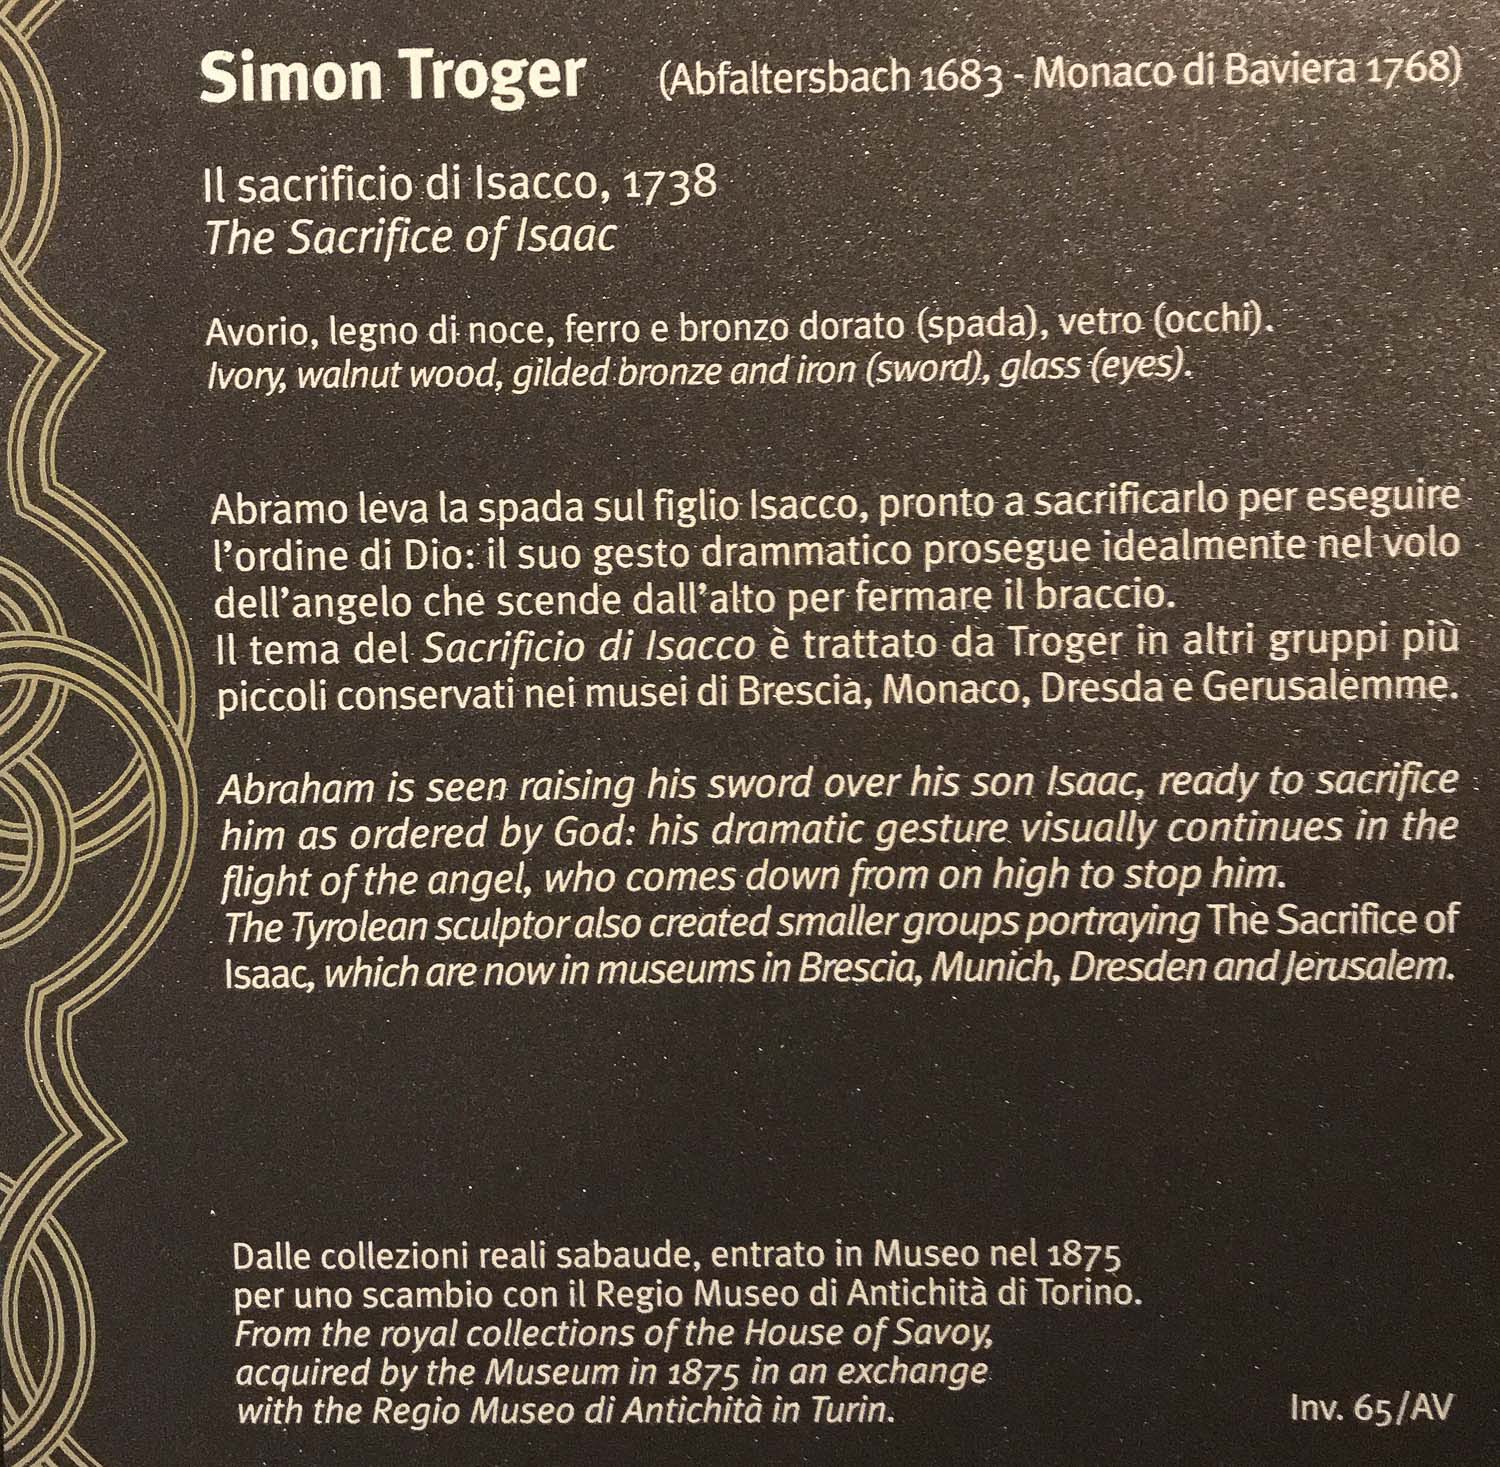 Simon Troger (Abfaltersbach 1683 - Monaco di Baviera 1768)
Il sacrificio di Isacco, 1738
The Sacrifice of Isaac
Avorio, legno di noce, ferro e bronzo dorato (spada), vetro (occhi).
Ivory, walnut wood, gilded bronze and iron (sword), glass (eyes).
Abramo leva la spada sul figlio Isacco, pronto a sacrificarlo per eseguire
l'ordine di Dio: il suo gesto drammatico prosegue idealmente nel volo
dell'angelo che scende dall'alto per fermare il braccio.
Il tema del Sacrificio di Isacco è trattato da Troger in altri gruppi più
piccoli conservati nei musei di Brescia, Monaco, Dresda e Gerusalemme.
Abraham is seen raising his sword over his son Isaac, ready to sacrifice
him as ordered by God: his dramatic gesture visually continues in the
flight of the angel, who comes down from on high to stop him.
The Tyrolean sculptor also created smaller groups portraying The Sacrifice of
Isaac, which are now in museums in Brescia, Munich, Dresden and Jerusalem.
Dalle collezioni reali sabaude, entrato in Museo nel 1875
per uno scambio con il Regio Museo di Antichità di Torino.
From the royal collections of the House of Savoy,
acquired by the Museum in 1875 in an exchange
with the Regio Museo di Antichità in Turin.
Inv. 65/AV